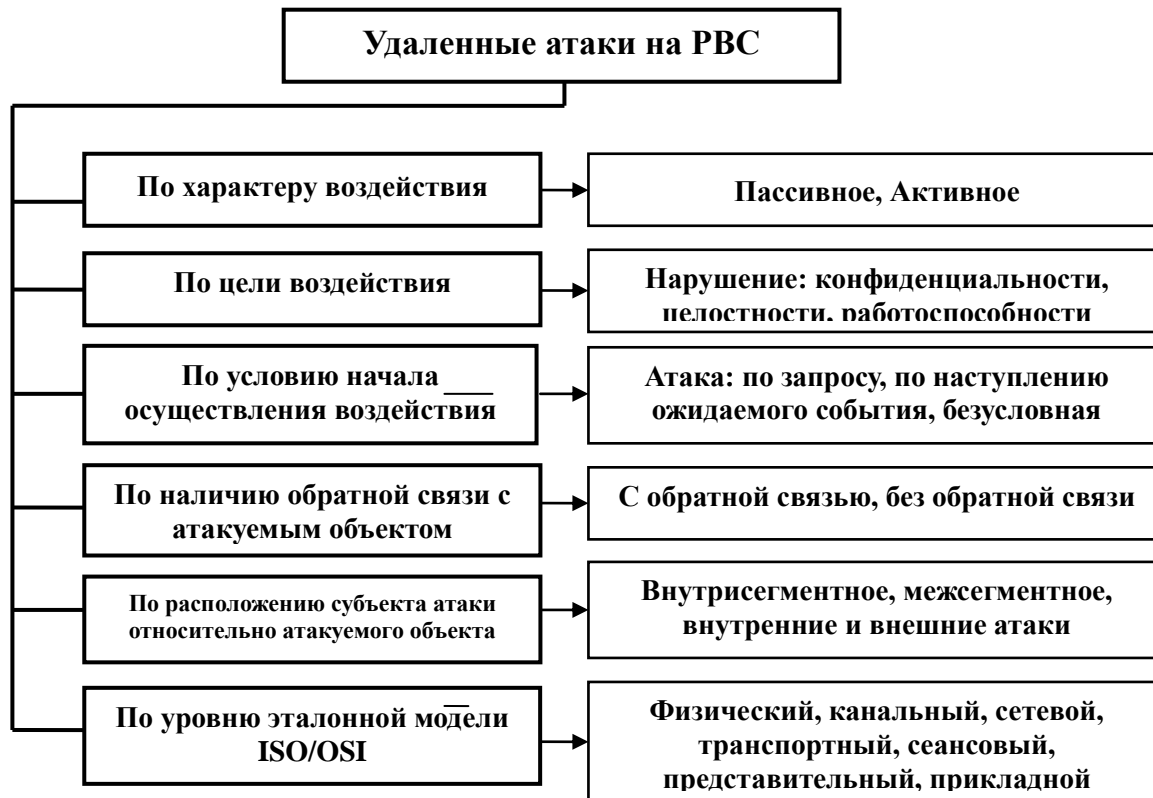 Удаленные атаки на РВС
По характеру воздействия
Пассивное, Активное
По цели воздействия
Нарушение: конфиденциальности,
целостности, работоспособности
По условию начала
осуществления воздействия
Атака: по запросу, по наступлению
ожидаемого события, безусловная
По наличию обратной связи с
атакуемым объектом
С обратной связью, без обратной связи
По расположению субъекта атаки
относительно атакуемого объекта
Внутрисегментное, межсегментное,
внутренние и внешние атаки
По уровню эталонной модели
ISO/OSI
Физический, канальный, сетевой,
транспортный, сеансовый,
представительный, прикладной